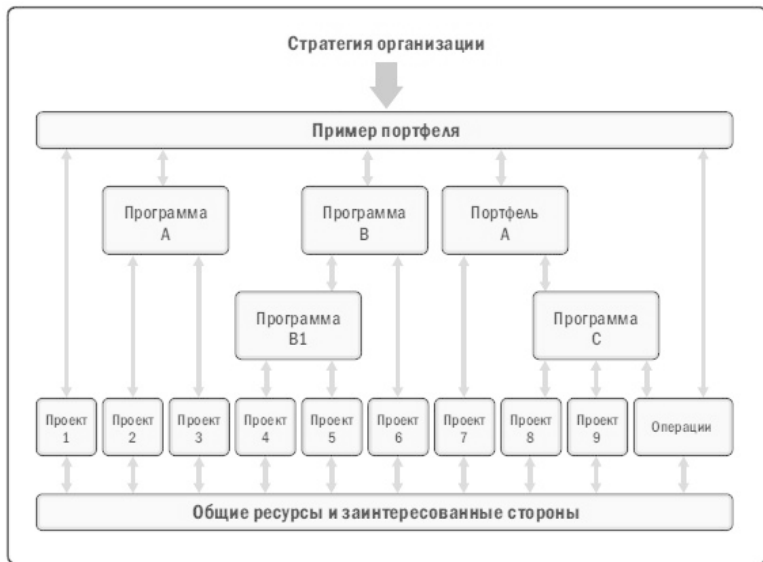 Стратегия организации
Пример портфеля
Программа
A
Программа
B
Портфель
A
Программа
B1
Программа
C
Проект
1
Проект
2
Проект
3
Проект
4
Проект
5
Проект
6
Проект
7
Проект
8
Проект
9
Операции
Общие ресурсы и заинтересованные стороны